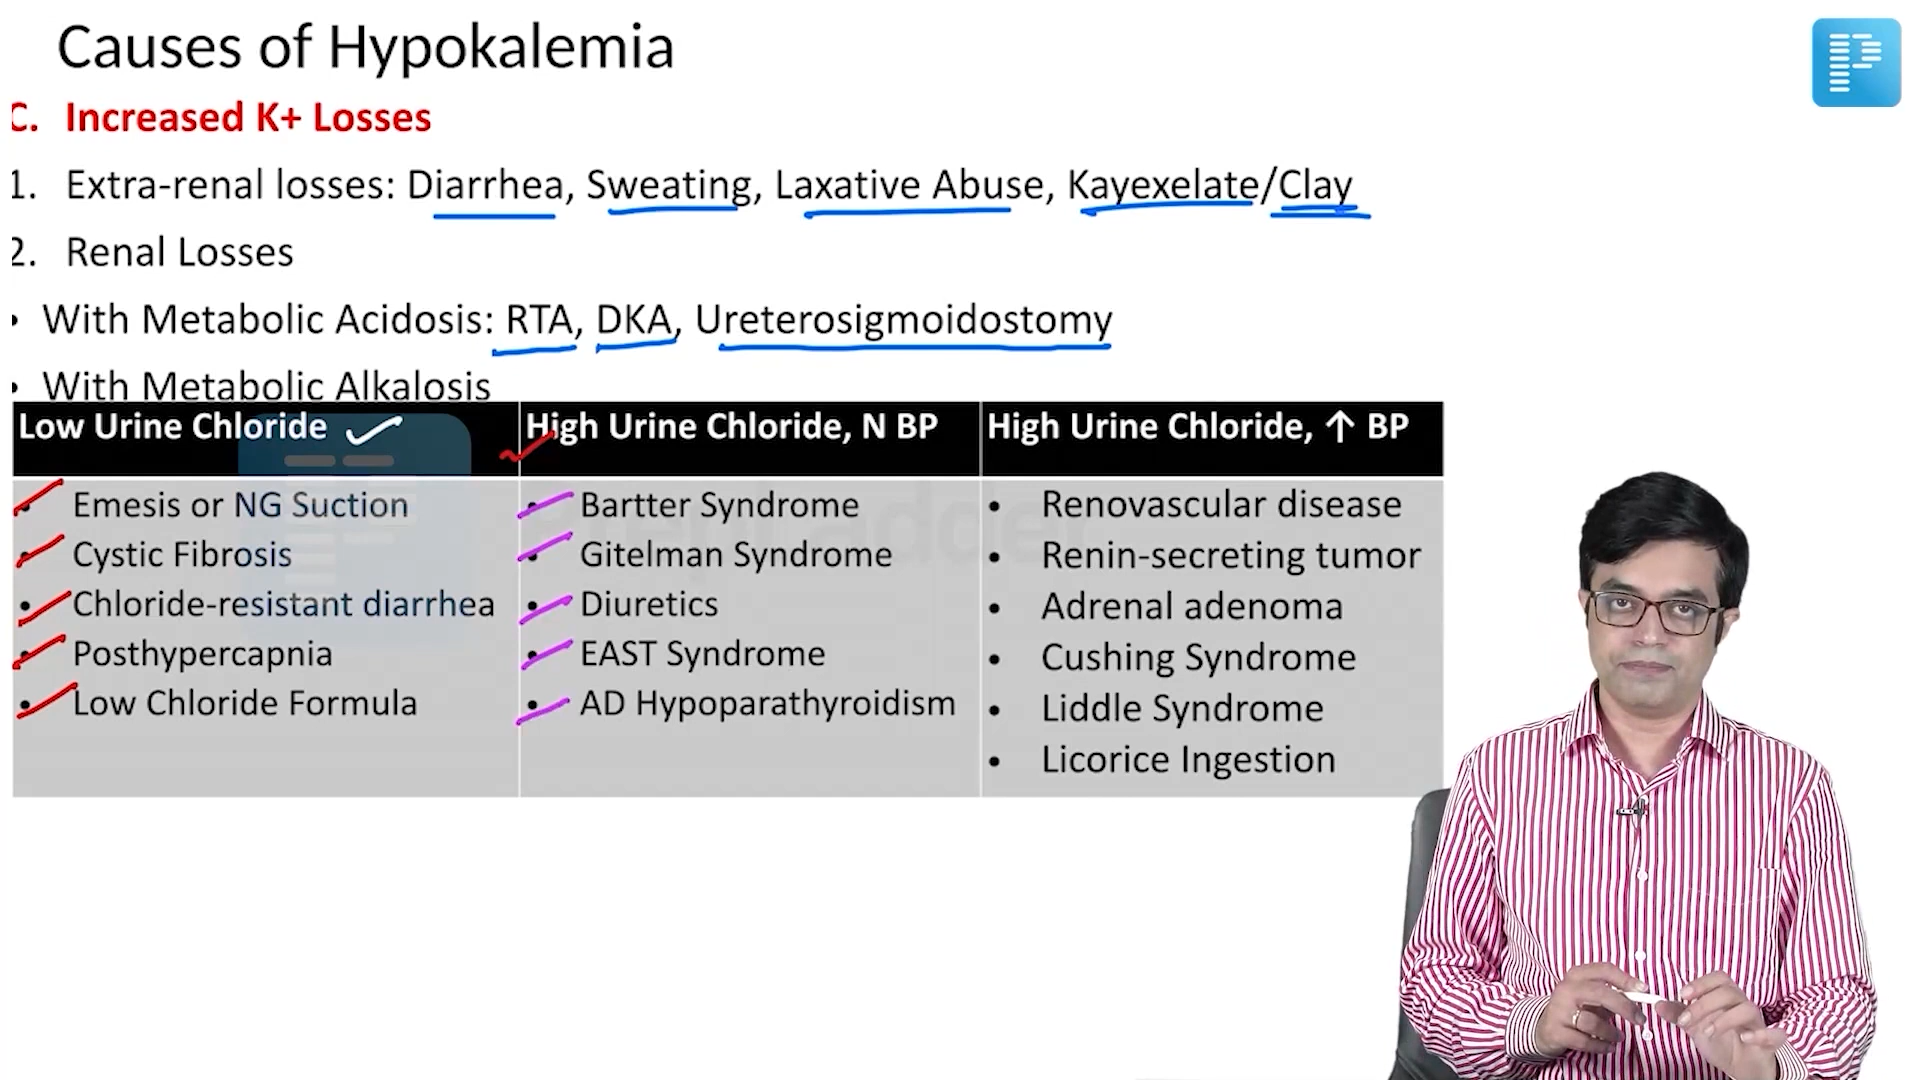 Causes of Hypokalemia
C. Increased K+ Losses
1. Extra-renal losses: Diarrhea, Sweating, Laxative Abuse, Kayexelate/Clay
2. Renal Losses
• With Metabolic Acidosis: RTA, DKA, Ureterosigmoidostomy
• With Metabolic Alkalosis
Low Urine Chloride
• Emesis or NG Suction
• Cystic Fibrosis
• Chloride-resistant diarrhea
• Posthypercapnia
• Low Chloride Formula
High Urine Chloride, N BP
• Bartter Syndrome
• Gitelman Syndrome
• Diuretics
• EAST Syndrome
• AD Hypoparathyroidism
High Urine Chloride, ↑ BP
• Renovascular disease
• Renin-secreting tumor
• Adrenal adenoma
• Cushing Syndrome
• Liddle Syndrome
• Licorice Ingestion